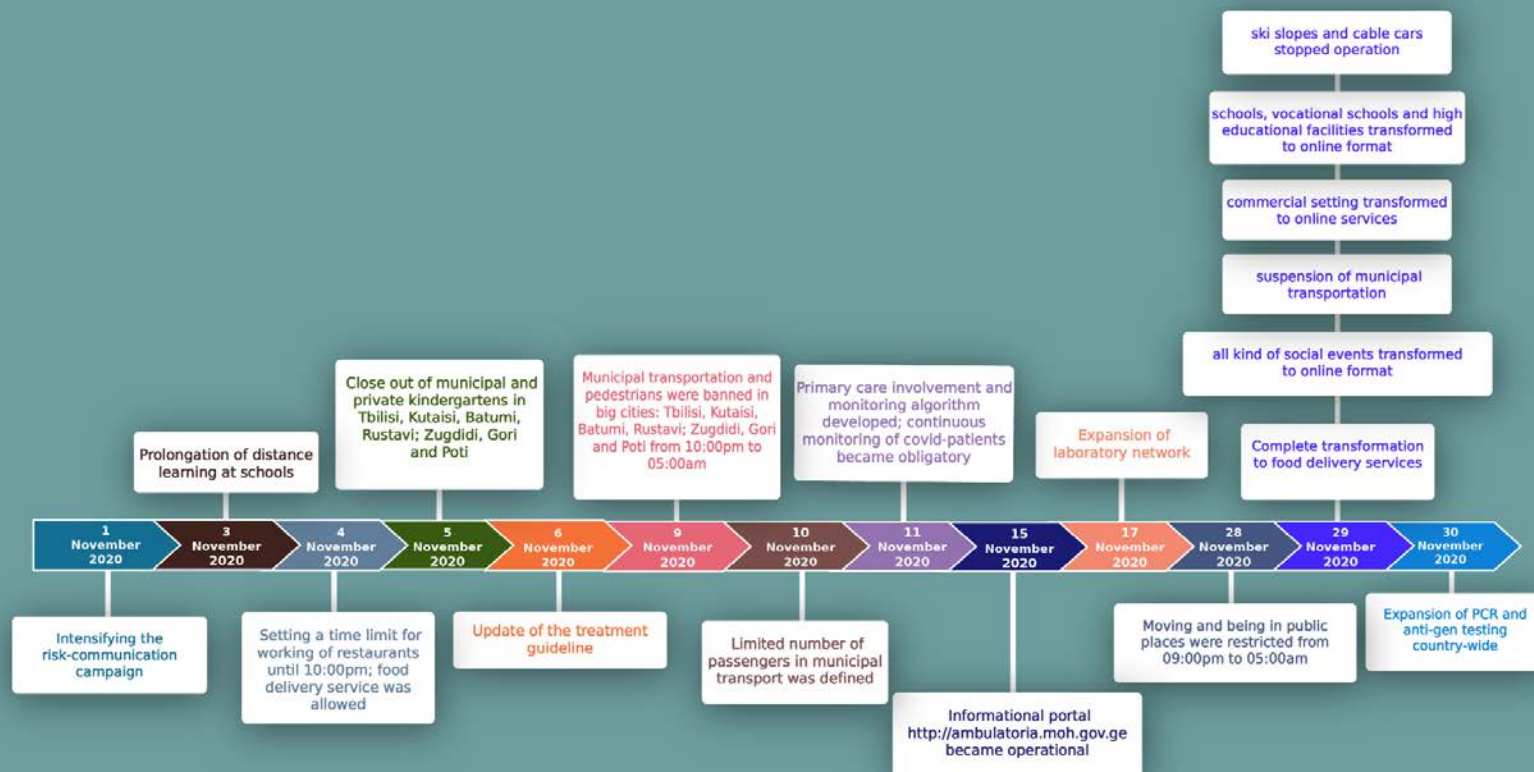 ski slopes and cable cars
stopped operation
schools, vocational schools and high
educational facilities transformed
to online format
commercial setting transformed
to online services
suspension of municipal
transportation
all kind of social events transformed
to online format
Complete transformation
to food delivery services
Prolongation of distance
learning at schools
Close out of municipal and
private kindergartens in
Tbilisi, Kutaisi, Batumi,
Rustavi; Zugdidi, Gori
and Poti
Municipal transportation and
pedestrians were banned in
big cities: Tbilisi, Kutaisi,
Batumi, Rustavi; Zugdidi, Gori
and Poti from 10:00pm to
05:00am
Primary care involvement and
monitoring algorithm
developed; continuous
monitoring of covid-patients
became obligatory
Expansion of
laboratory network
1
November
2020
3
November
2020
4
November
2020
5
November
2020
6
November
2020
9
November
2020
10
November
2020
11
November
2020
15
November
2020
17
November
2020
28
November
2020
29
November
2020
30
November
2020
Intensifying the
risk-communication
campaign
Setting a time limit for
working of restaurants
until 10:00pm; food
delivery service was
allowed
Update of the treatment
guideline
Limited number of
passengers in municipal
transport was defined
Informational portal
http://ambulatoria.moh.gov.ge
became operational
Moving and being in public
places were restricted from
09:00pm to 05:00am
Expansion of PCR and
anti-gen testing
country-wide